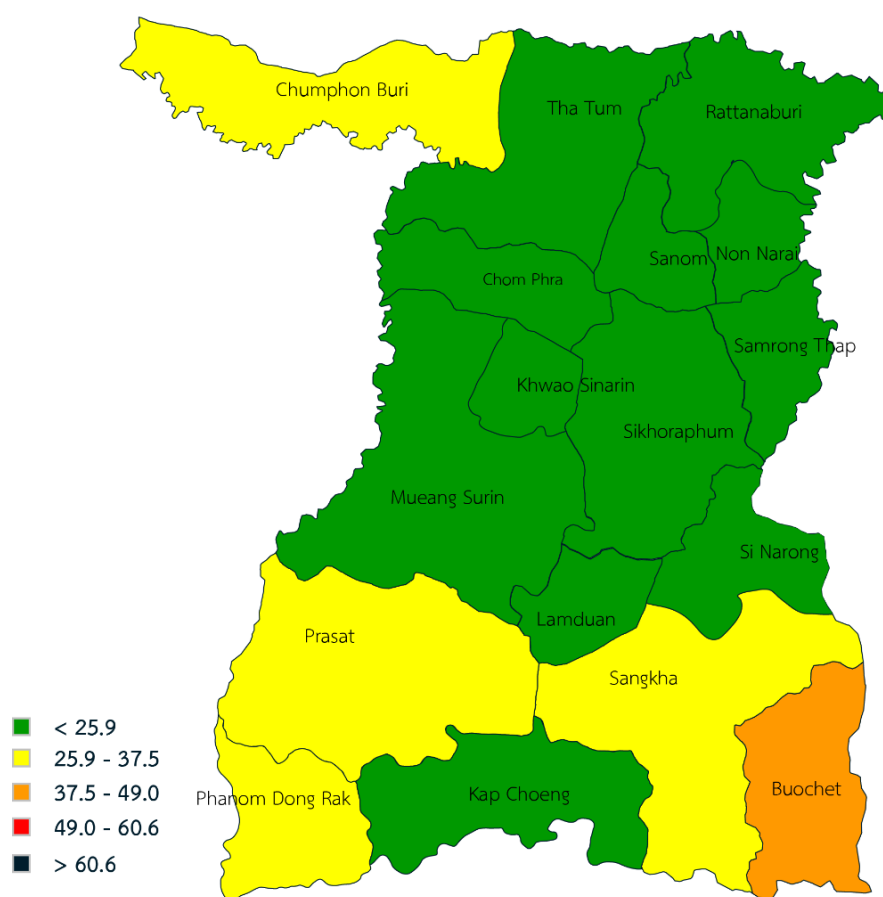 Chumphon Buri
Tha Tum
Rattanaburi
Sanom
Non Narai
Chom Phra
Samrong Thap
Khwao Sinarin
Sikhoraphum
Mueang Surin
Si Narong
Lamduan
Prasat
Sangkha
Phanom Dong Rak
Kap Choeng
Buochet
< 25.9
25.9 - 37.5
37.5 - 49.0
49.0 - 60.6
> 60.6